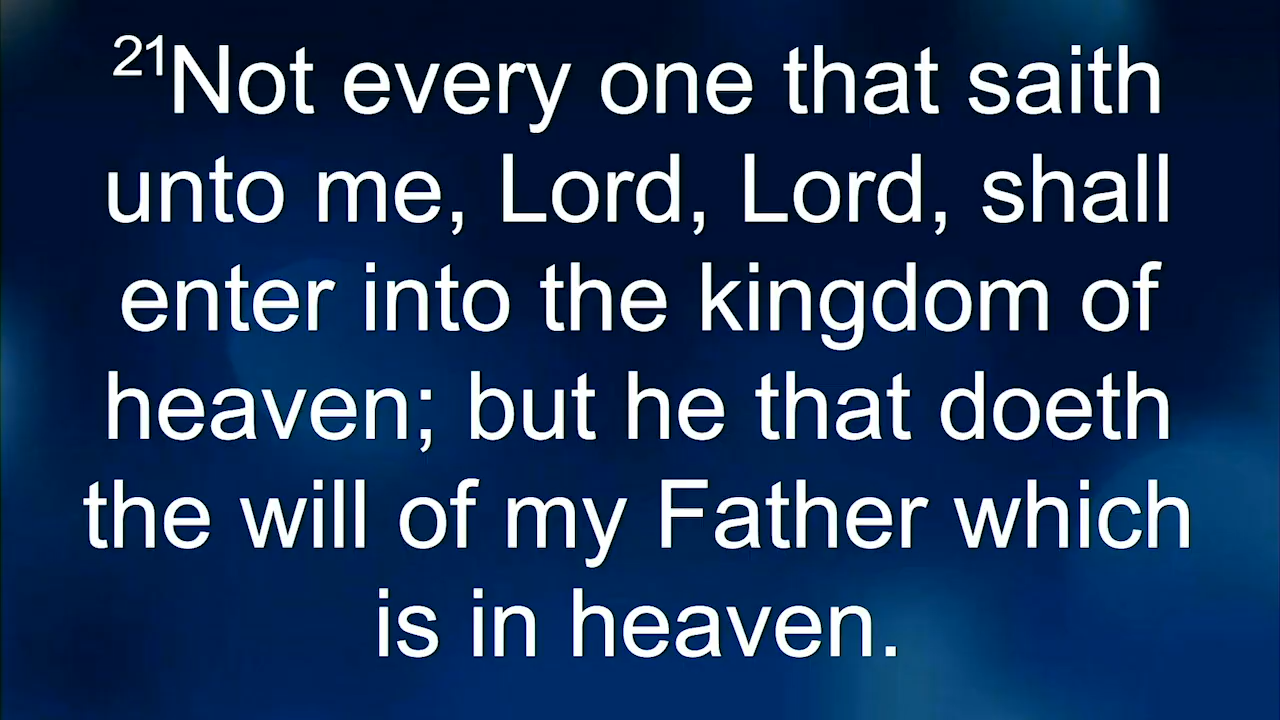 21Not every one that saith
unto me, Lord, Lord, shall
enter into the kingdom of
heaven; but he that doeth
the will of my Father which
is in heaven.